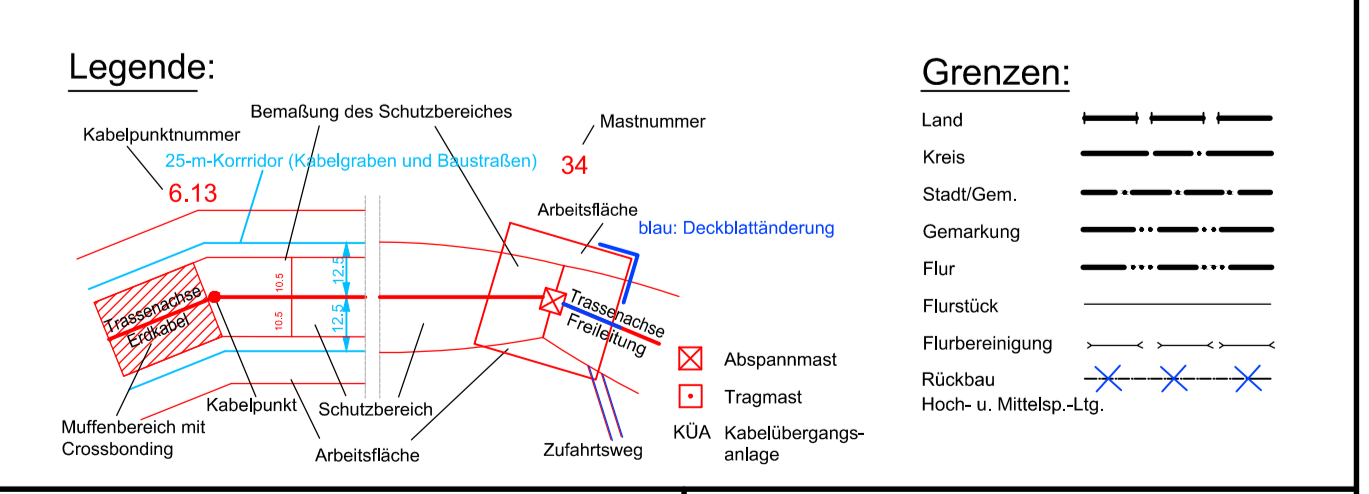 Legende:
Bemaßung des Schutzbereiches
Kabelpunktnummer
Mastnummer
25-m-Korrridor (Kabelgraben und Baustraßen)
34
6.13
Arbeitsfläche
blau: Deckblattänderung
10.5
12.5
10.5
12.5
Trassenachse
Erdkabel
Trassenachse
Freileitung
Abspannmast
Tragmast
KÜA Kabelübergangs-
anlage
Kabelpunkt
Schutzbereich
Muffenbereich mit
Crossbonding
Arbeitsfläche
Zufahrtsweg
Grenzen:
Land
Kreis
Stadt/Gem.
Gemarkung
Flur
Flurstück
Flurbereinigung
Rückbau
Hoch- u. Mittelsp.-Ltg.